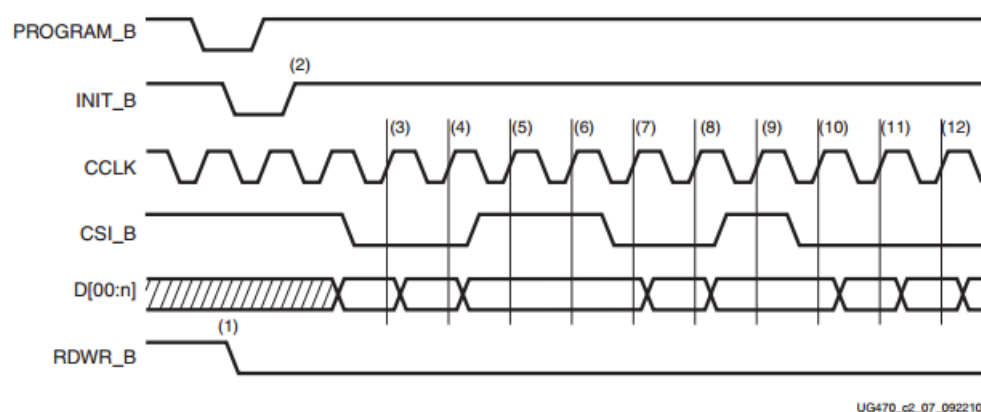 PROGRAM_B
(2)
INIT_B
(3) (4) (5) (6) (7) (8) (9) (10) (11) (12)
CCLK
CSI_B
D[00:n]
(1)
RDWR_B
UG470_c2_07_092210